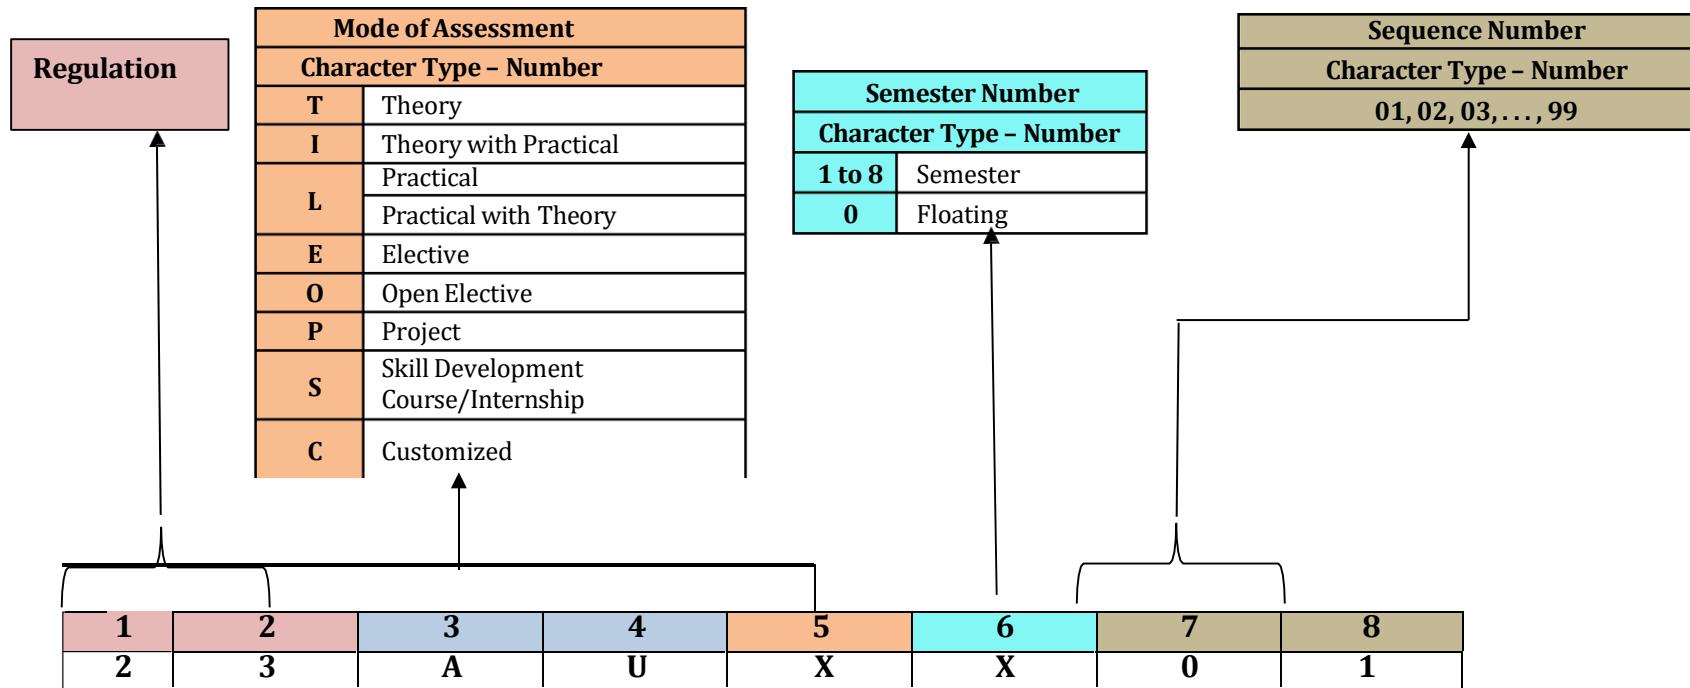 Regulation
Mode of Assessment
Character Type – Number
T Theory
I Theory with Practical
L Practical
Practical with Theory
E Elective
O Open Elective
P Project
S Skill Development
Course/Internship
C Customized
Semester Number
Character Type – Number
1 to 8 Semester
0 Floating
Sequence Number
Character Type – Number
01, 02, 03, . . . , 99
1 2 3 4 5 6 7 8
2 3 A U X X 0 1